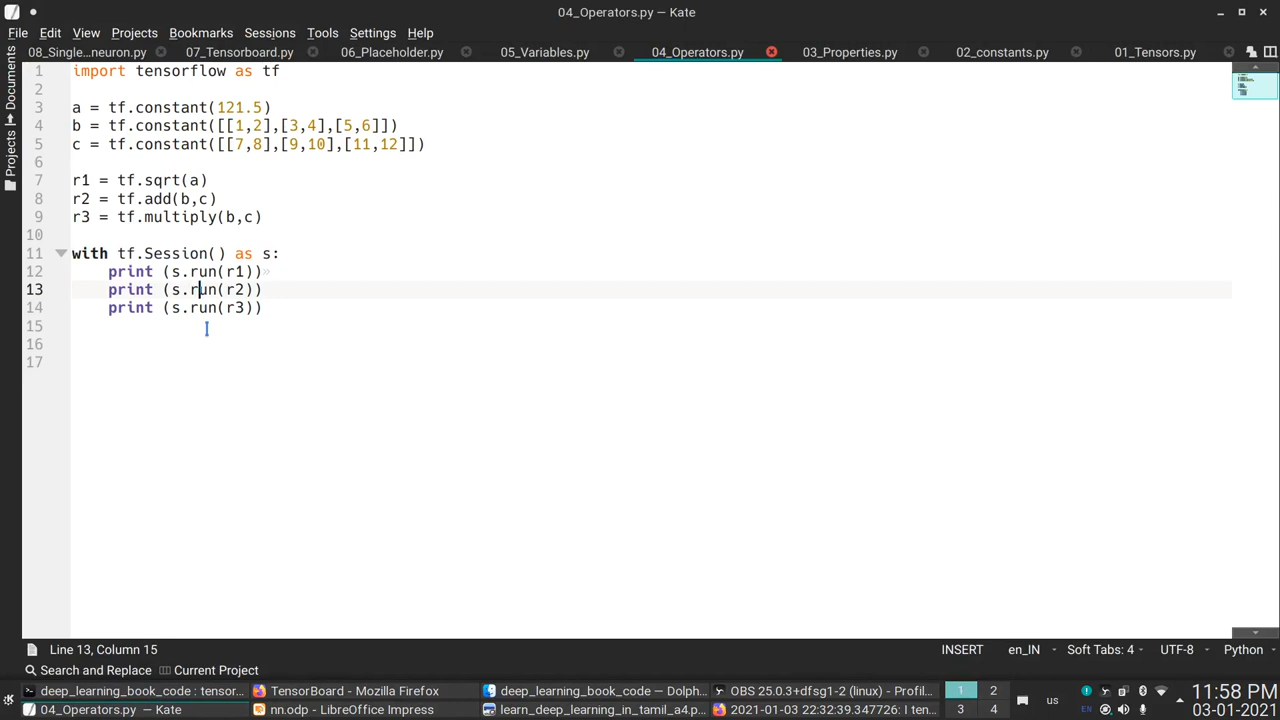 04_Operators.py — Kate
File Edit View Projects Bookmarks Sessions Tools Settings Help
08_Single...neuron.py 07_Tensorboard.py 06_Placeholder.py 05_Variables.py 04_Operators.py 03_Properties.py 02_constants.py 01_Tensors.py
Documents
Projects
1 import tensorflow as tf
2
3 a = tf.constant(121.5)
4 b = tf.constant([[1,2],[3,4],[5,6]])
5 c = tf.constant([[7,8],[9,10],[11,12]])
6
7 r1 = tf.sqrt(a)
8 r2 = tf.add(b,c)
9 r3 = tf.multiply(b,c)
10
11 with tf.Session() as s:
12 print (s.run(r1))»
13 print (s.run(r2))
14 print (s.run(r3))
15
16
17
Line 13, Column 15 INSERT en_IN Soft Tabs: 4 UTF-8 Python
Search and Replace Current Project
deep_learning_book_code : tensor... TensorBoard - Mozilla Firefox deep_learning_book_code — Dolph... OBS 25.0.3+dfsg1-2 (linux) - Profil... 1 2 11:58 PM
04_Operators.py — Kate nn.odp - LibreOffice Impress learn_deep_learning_in_tamil_a4.p... 2021-01-03 22:32:39.347726: I ten... 3 4 us EN 03-01-2021